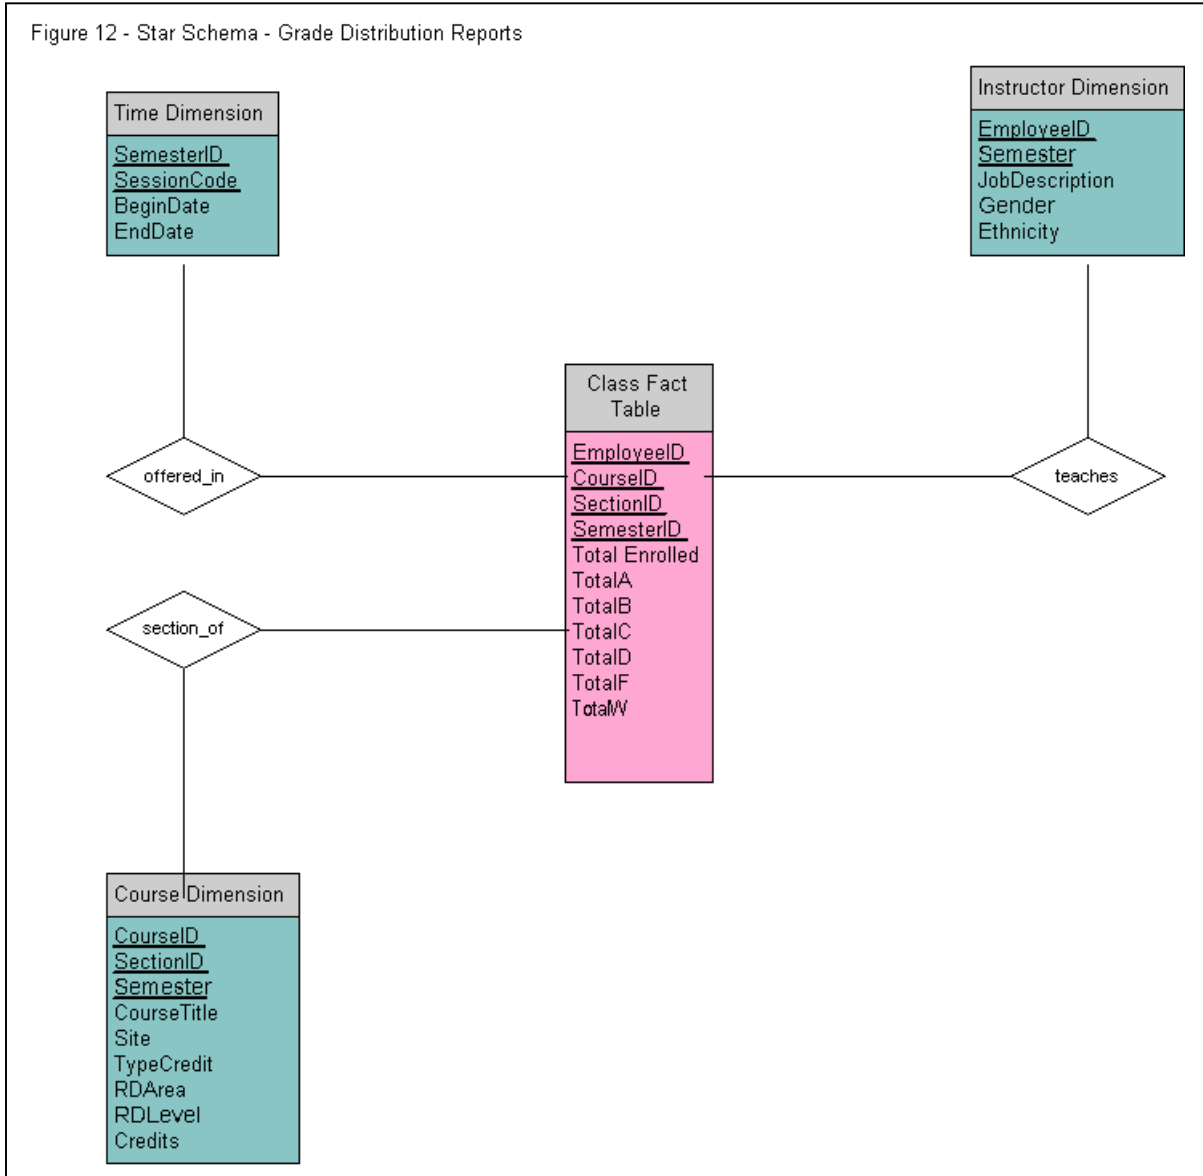 Figure 12 - Star Schema - Grade Distribution Reports
Time Dimension
SemesterID
SessionCode
BeginDate
EndDate
Instructor Dimension
EmployeeID
Semester
JobDescription
Gender
Ethnicity
Class Fact
Table
EmployeeID
CourseID
SectionID
SemesterID
Total Enrolled
TotalA
TotalB
TotalC
TotalD
TotalF
TotalW
offered_in
teaches
section_of
Course Dimension
CourseID
SectionID
Semester
CourseTitle
Site
TypeCredit
RDArea
RDLevel
Credits